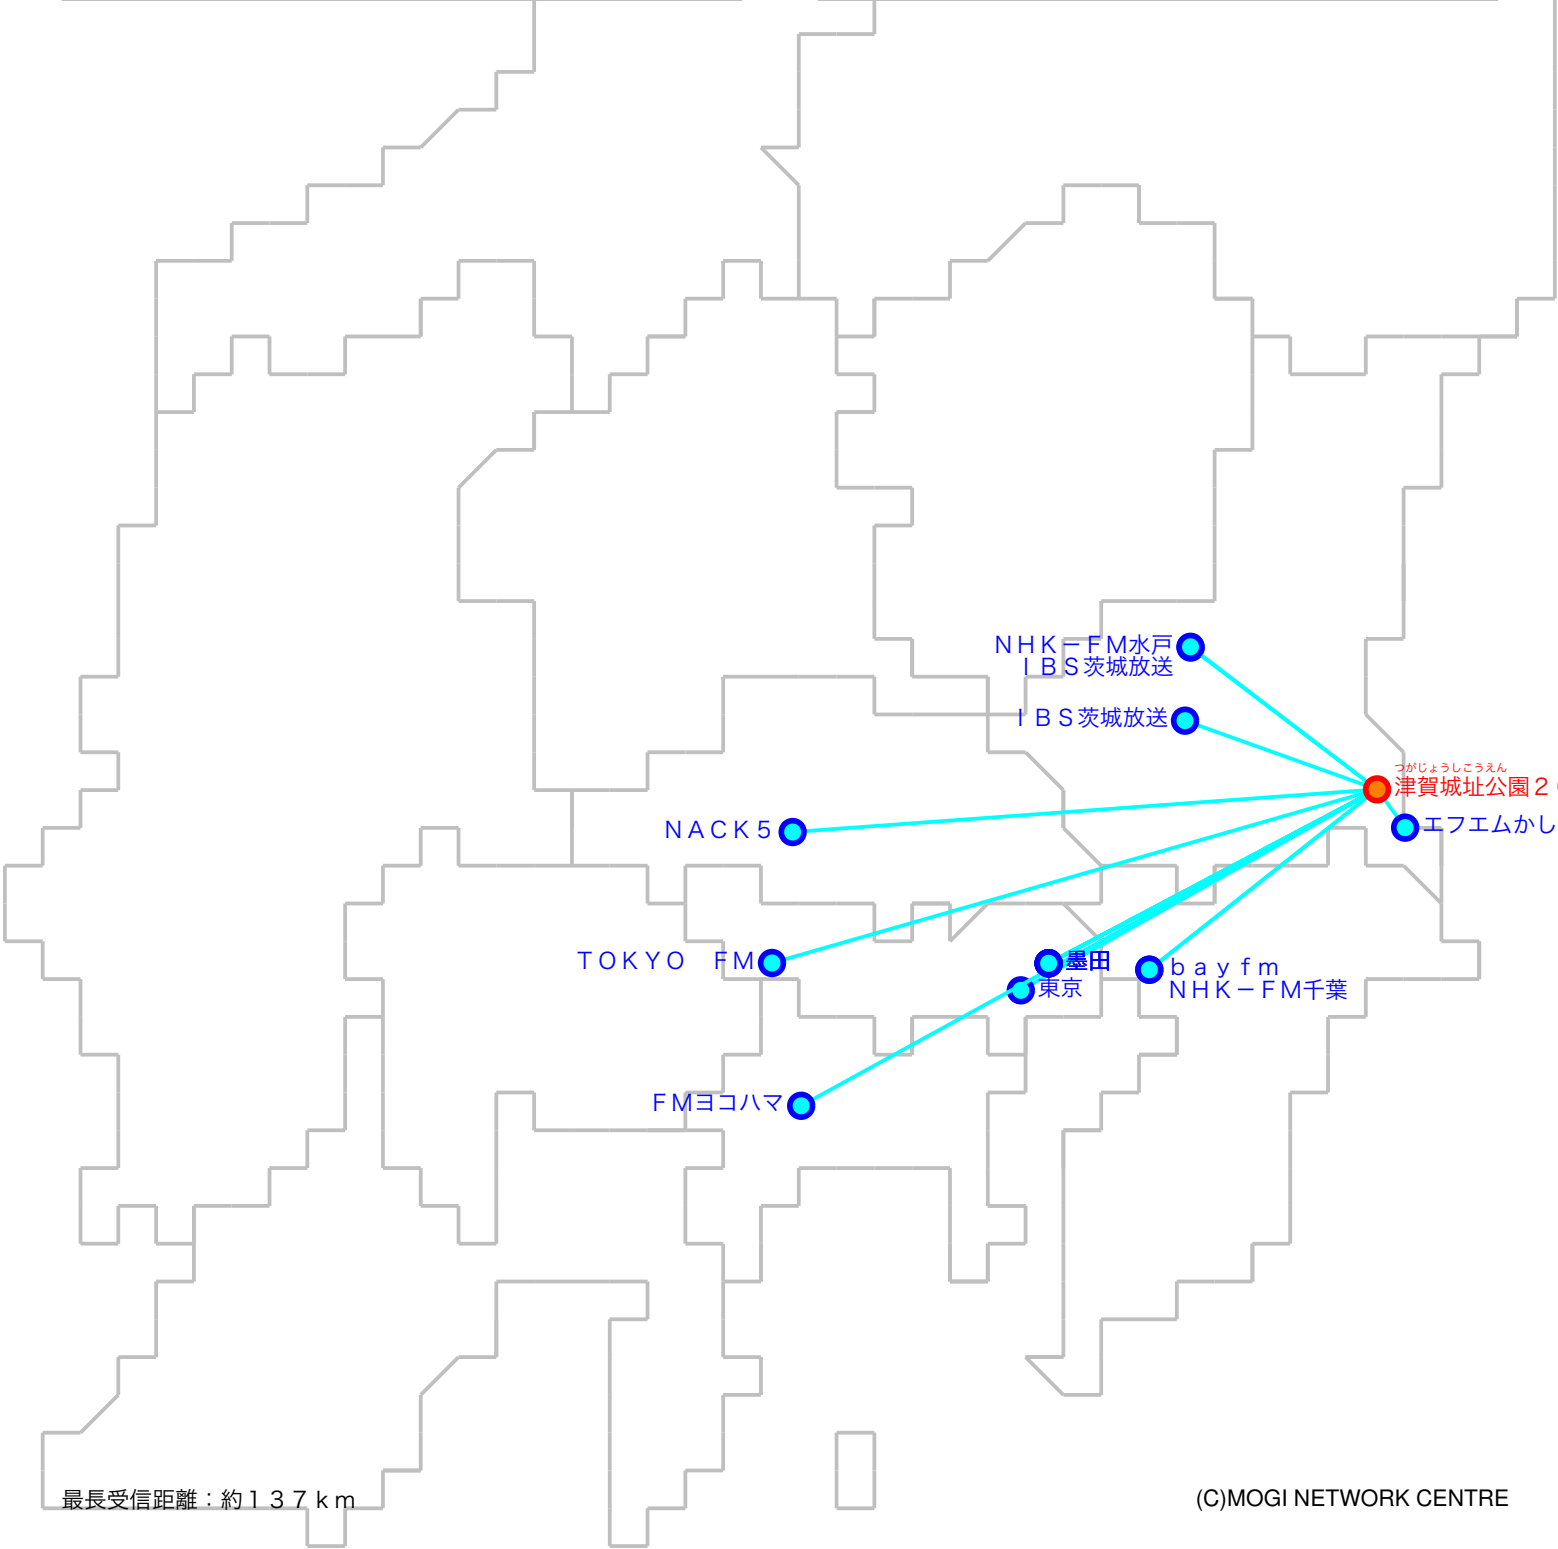 ＮＨＫ－ＦＭ水戸
ＩＢＳ茨城放送
ＩＢＳ茨城放送
つがじょうしこうえん
津賀城址公園２
エフエムかし
ＮＡＣＫ５
ＴＯＫＹＯ　ＦＭ
墨田
東京
ｂａｙｆｍ
ＮＨＫ－ＦＭ千葉
ＦＭヨコハマ
最長受信距離：約１３７ｋｍ
(C)MOGI NETWORK CENTRE